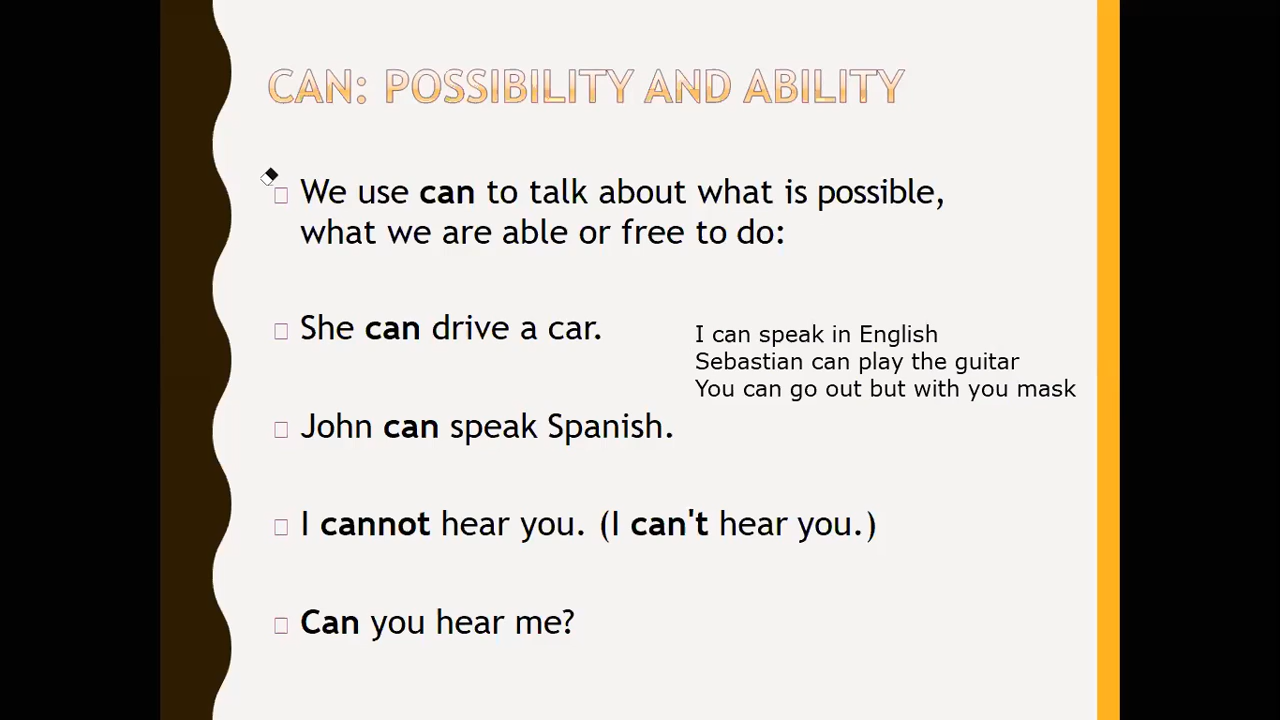 CAN: POSSIBILITY AND ABILITY
We use can to talk about what is possible,
what we are able or free to do:
She can drive a car.
I can speak in English
Sebastian can play the guitar
You can go out but with you mask
John can speak Spanish.
I cannot hear you. (I can't hear you.)
Can you hear me?